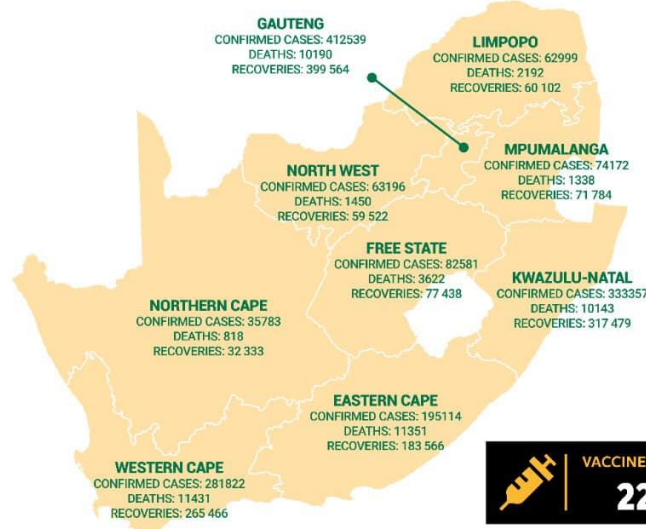 GAUTENG
CONFIRMED CASES: 412539
DEATHS: 10190
RECOVERIES: 399 564
LIMPOPO
CONFIRMED CASES: 62999
DEATHS: 2192
RECOVERIES: 60 102
MPUMALANGA
CONFIRMED CASES: 74172
DEATHS: 1338
RECOVERIES: 71 784
NORTH WEST
CONFIRMED CASES: 63196
DEATHS: 1450
RECOVERIES: 59 522
FREE STATE
CONFIRMED CASES: 82581
DEATHS: 3622
RECOVERIES: 77 438
KWAZULU-NATAL
CONFIRMED CASES: 333357
DEATHS: 10143
RECOVERIES: 317 479
NORTHERN CAPE
CONFIRMED CASES: 35783
DEATHS: 818
RECOVERIES: 32 333
EASTERN CAPE
CONFIRMED CASES: 195114
DEATHS: 11351
RECOVERIES: 183 566
WESTERN CAPE
CONFIRMED CASES: 281822
DEATHS: 11431
RECOVERIES: 265 466
VACCINE
22